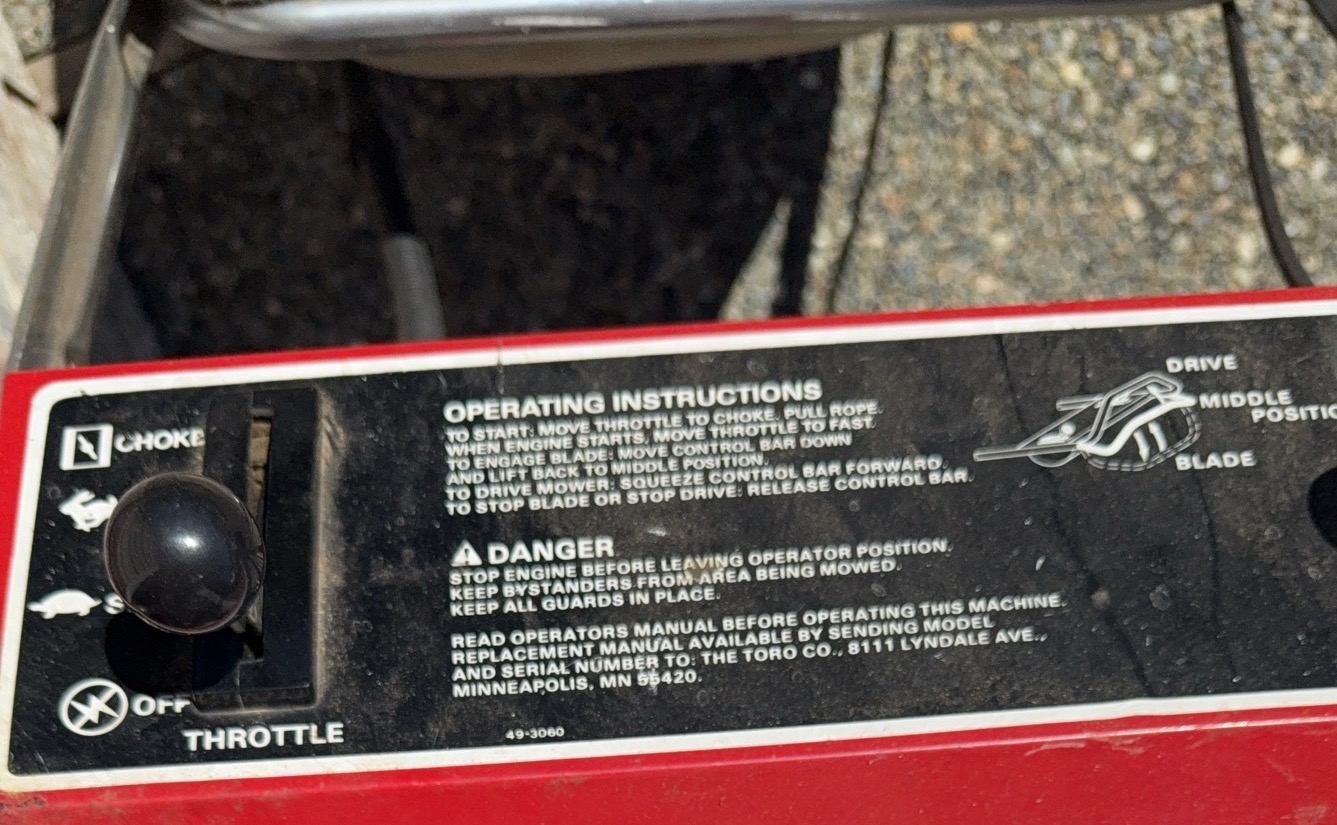 CHOKE
OFF
THROTTLE
OPERATING INSTRUCTIONS
TO START: MOVE THROTTLE TO CHOKE, PULL ROPE.
WHEN ENGINE STARTS, MOVE THROTTLE TO FAST.
TO ENGAGE BLADE: MOVE CONTROL BAR DOWN
AND LIFT BACK TO MIDDLE POSITION.
TO DRIVE MOWER: SQUEEZE CONTROL BAR FORWARD.
TO STOP BLADE OR STOP DRIVE: RELEASE CONTROL BAR.
DANGER
STOP ENGINE BEFORE LEAVING OPERATOR POSITION.
KEEP BYSTANDERS FROM AREA BEING MOWED.
KEEP ALL GUARDS IN PLACE.
READ OPERATORS MANUAL BEFORE OPERATING THIS MACHINE.
REPLACEMENT MANUAL AVAILABLE BY SENDING MODEL
AND SERIAL NUMBER TO: THE TORO CO., 8111 LYNDALE AVE.,
MINNEAPOLIS, MN 55420.
49-3060
DRIVE
MIDDLE
POSITIO
BLADE